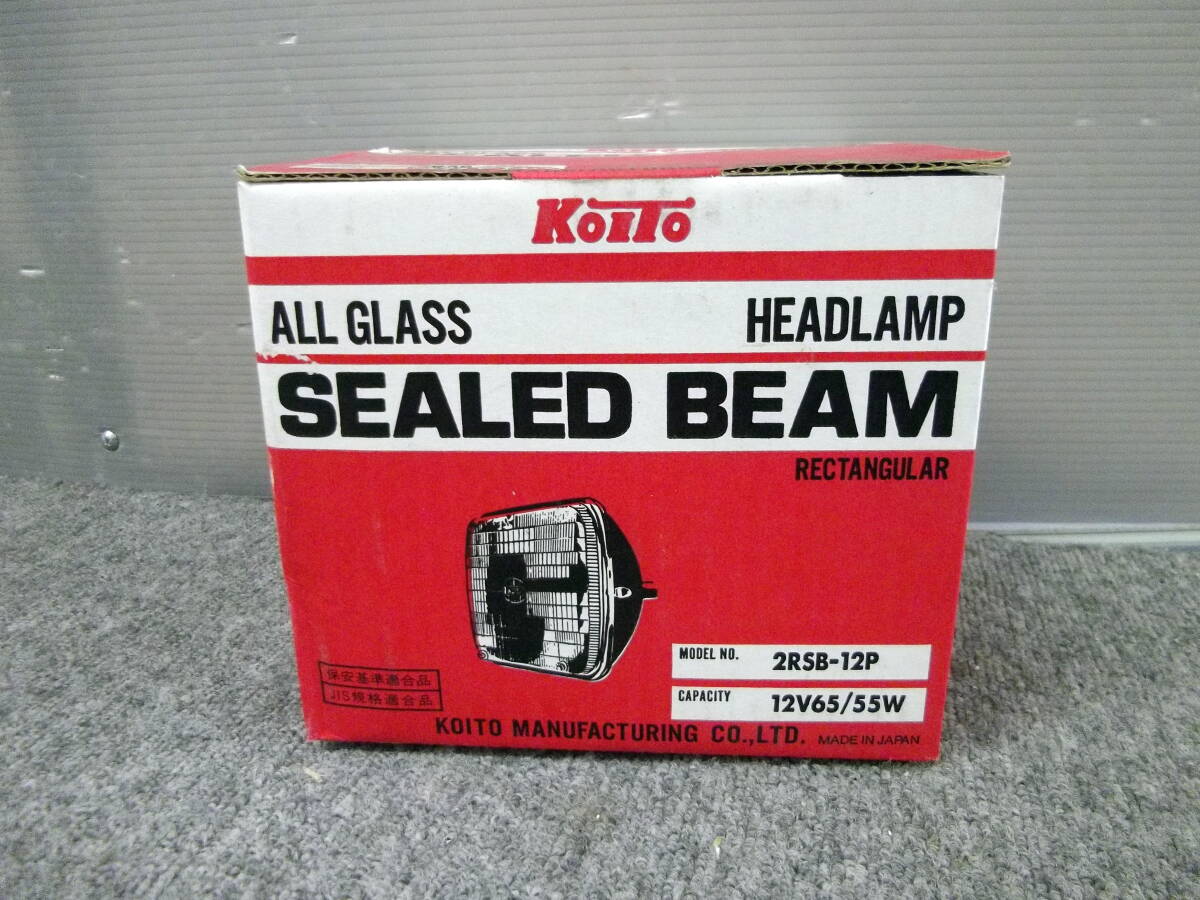 KOITO
ALL GLASS HEADLAMP
SEALED BEAM
RECTANGULAR
MODEL NO. 2RSB-12P
CAPACITY 12V65/55W
保安基準適合品
JIS規格適合品
KOITO MANUFACTURING CO.,LTD. MADE IN JAPAN